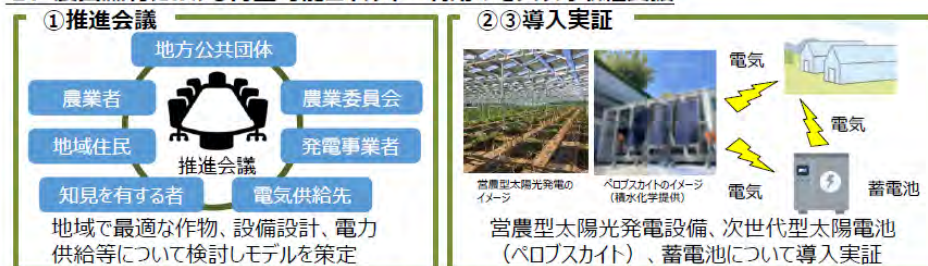 ①推進会議
地方公共団体
農業者
農業委員会
地域住民
発電事業者
推進会議
知見を有する者
電気供給先
地域で最適な作物、設備設計、電力
供給等について検討しモデルを策定
②③導入実証
電気
電気
営農型太陽光発電の
イメージ
ペロブスカイトのイメージ
(積水化学提供)
電気
蓄電池
営農型太陽光発電設備、次世代型太陽電池
(ペロブスカイト)、蓄電池について導入実証